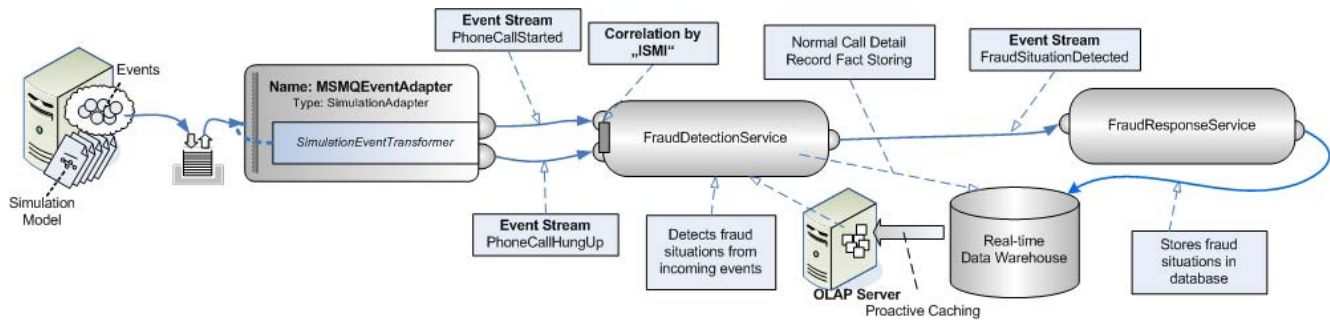 Events
Simulation
Model
Name: MSMQEventAdapter
Type: SimulationAdapter
SimulationEventTransformer
Event Stream
PhoneCallStarted
Event Stream
PhoneCallHungUp
Correlation by
„ISMI“
FraudDetectionService
Detects fraud
situations from
incoming events
Normal Call Detail
Record Fact Storing
OLAP Server
Proactive Caching
Real-time
Data Warehouse
Event Stream
FraudSituationDetected
FraudResponseService
Stores fraud
situations in
database